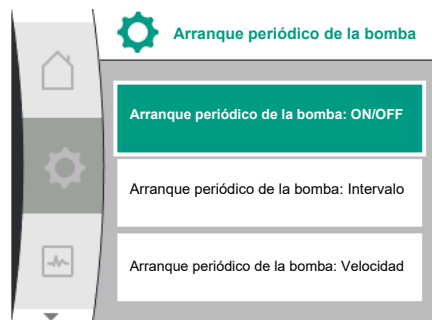 Arranque periódico de la bomba
Arranque periódico de la bomba: ON/OFF
Arranque periódico de la bomba: Intervalo
Arranque periódico de la bomba: Velocidad